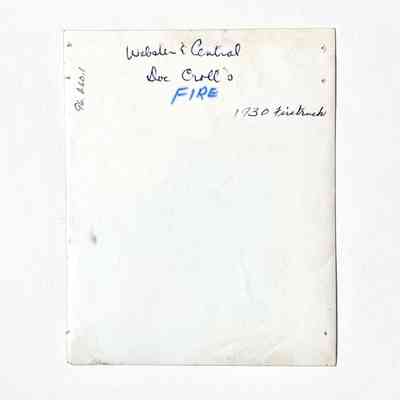 Webster & Central
Doc Croll's
FIRE
1930 Firetruck